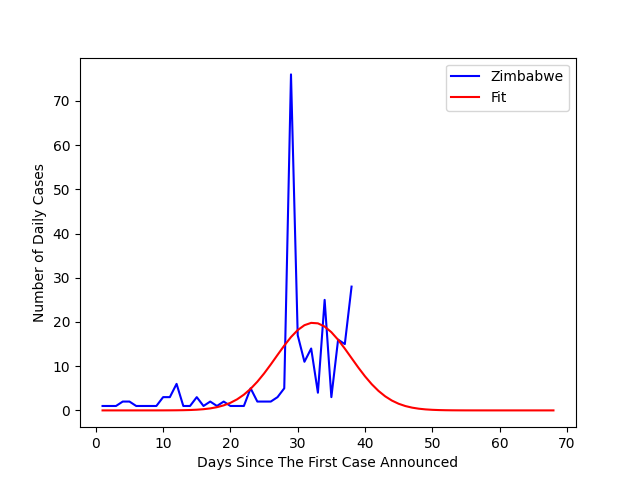 Zimbabwe
Fit
Number of Daily Cases
70
60
50
40
30
20
10
0
0 10 20 30 40 50 60 70
Days Since The First Case Announced